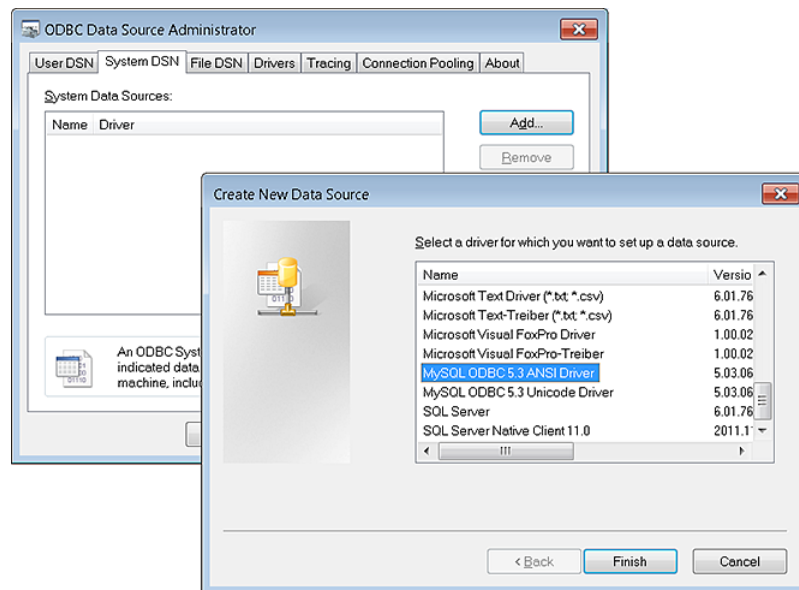 ODBC Data Source Administrator
User DSN System DSN File DSN Drivers Tracing Connection Pooling About
System Data Sources:
Name Driver
Add...
Remove
An ODBC Syst
indicated data
machine, inclu
Create New Data Source
Select a driver for which you want to set up a data source.
Name Versio
Microsoft Text Driver (*.txt; *.csv) 6.01.76
Microsoft Text-Treiber (*.txt; *.csv) 6.01.76
Microsoft Visual FoxPro Driver 1.00.02
Microsoft Visual FoxPro-Treiber 1.00.02
MySQL ODBC 5.3 ANSI Driver 5.03.06
MySQL ODBC 5.3 Unicode Driver 5.03.06
SQL Server 6.01.76
SQL Server Native Client 11.0 2011.1
< Back Finish Cancel